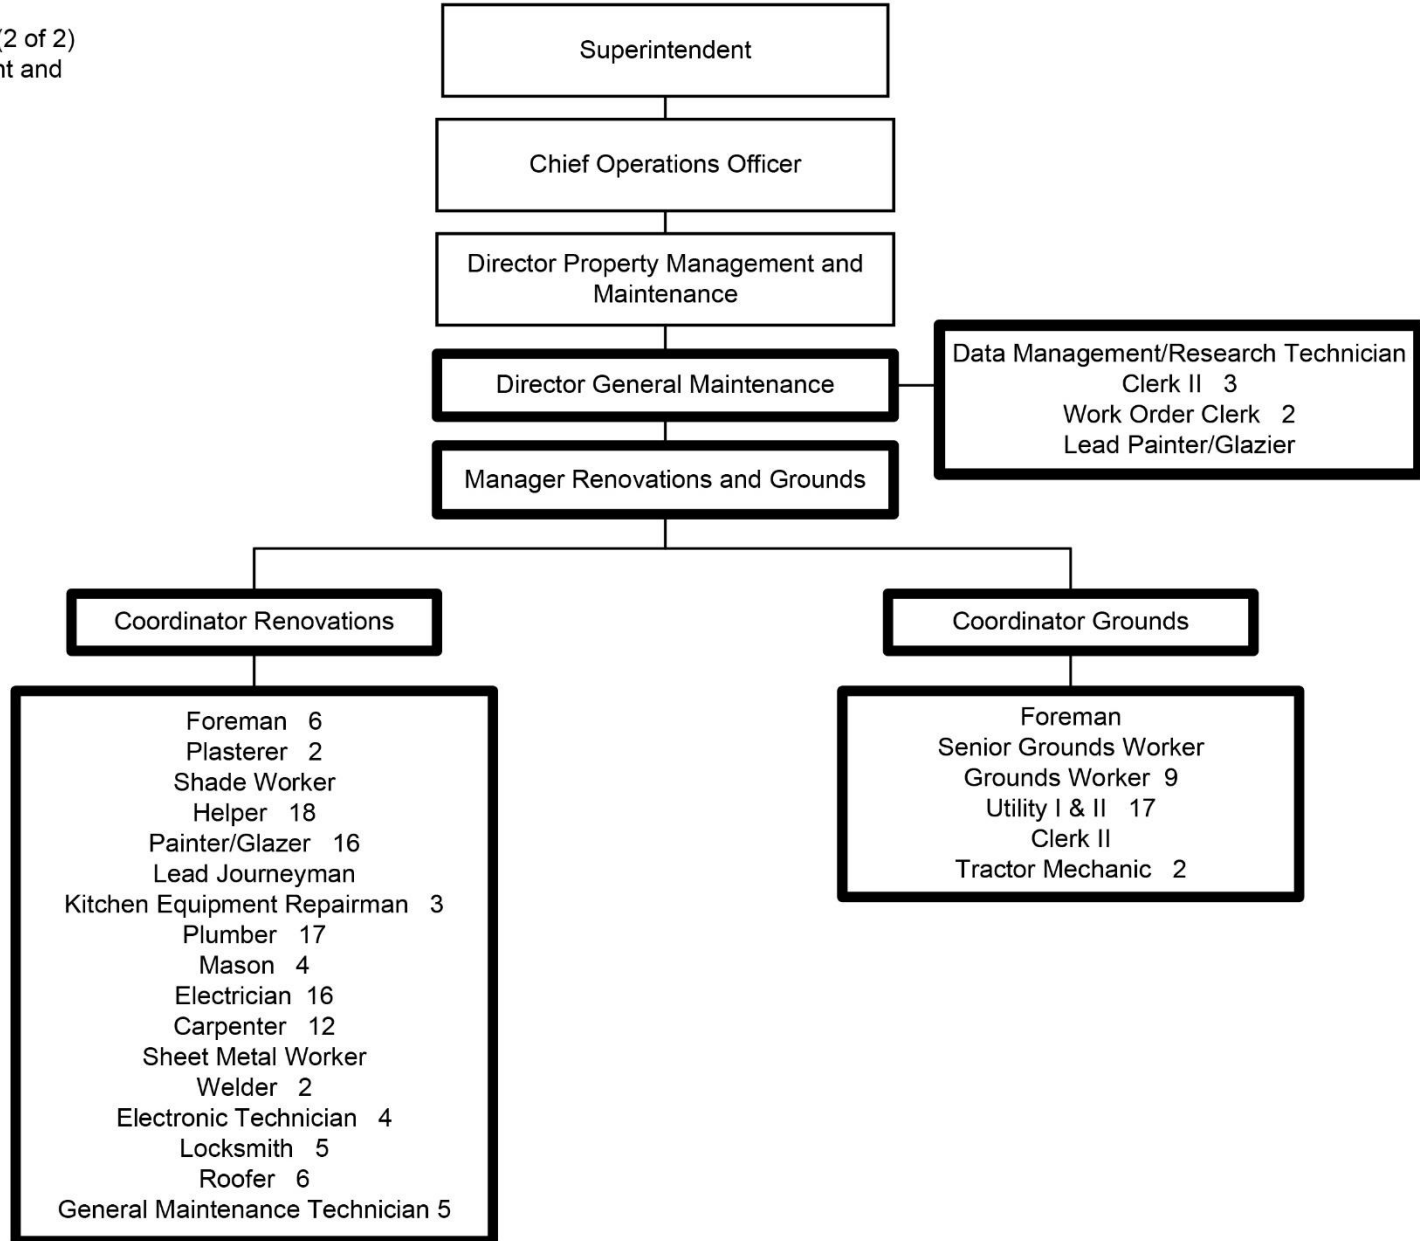 (2 of 2)
nt and
Superintendent
Chief Operations Officer
Director Property Management and
Maintenance
Director General Maintenance
Data Management/Research Technician
Clerk II 3
Work Order Clerk 2
Lead Painter/Glazier
Manager Renovations and Grounds
Coordinator Renovations
Coordinator Grounds
Foreman 6
Plasterer 2
Shade Worker
Helper 18
Painter/Glazer 16
Lead Journeyman
Kitchen Equipment Repairman 3
Plumber 17
Mason 4
Electrician 16
Carpenter 12
Sheet Metal Worker
Welder 2
Electronic Technician 4
Locksmith 5
Roofer 6
General Maintenance Technician 5
Foreman
Senior Grounds Worker
Grounds Worker 9
Utility I & II 17
Clerk II
Tractor Mechanic 2